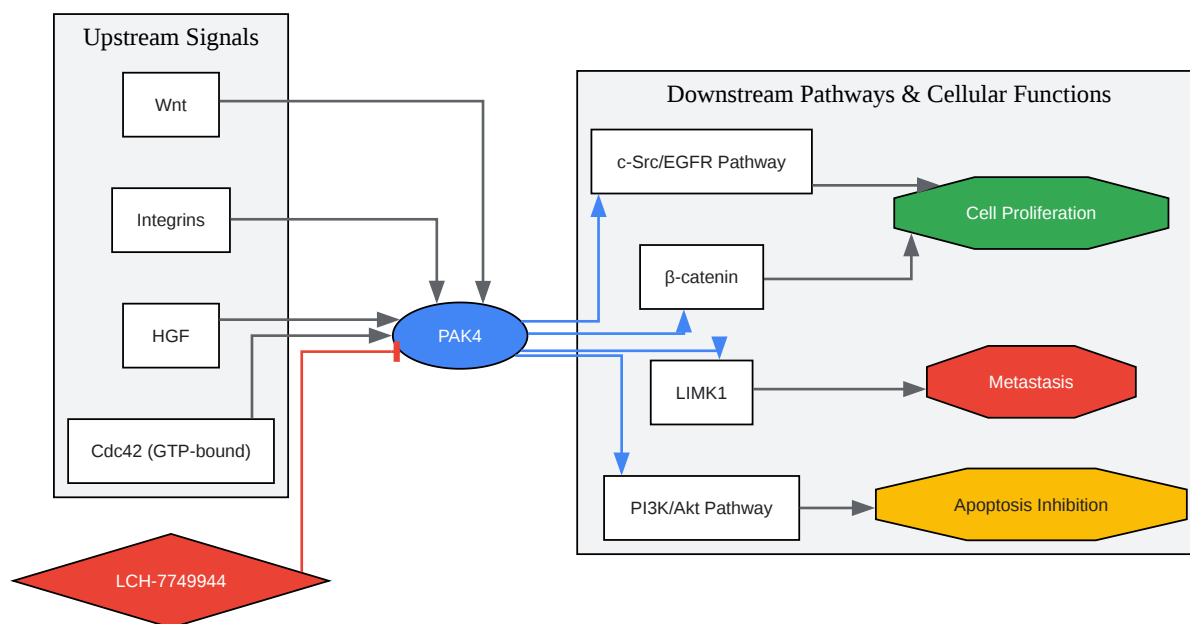 Upstream Signals
Wnt
Integrins
HGF
Cdc42 (GTP-bound)
LCH-7749944
PAK4
Downstream Pathways & Cellular Functions
c-Src/EGFR Pathway
Cell Proliferation
β-catenin
LIMK1
Metastasis
PI3K/Akt Pathway
Apoptosis Inhibition